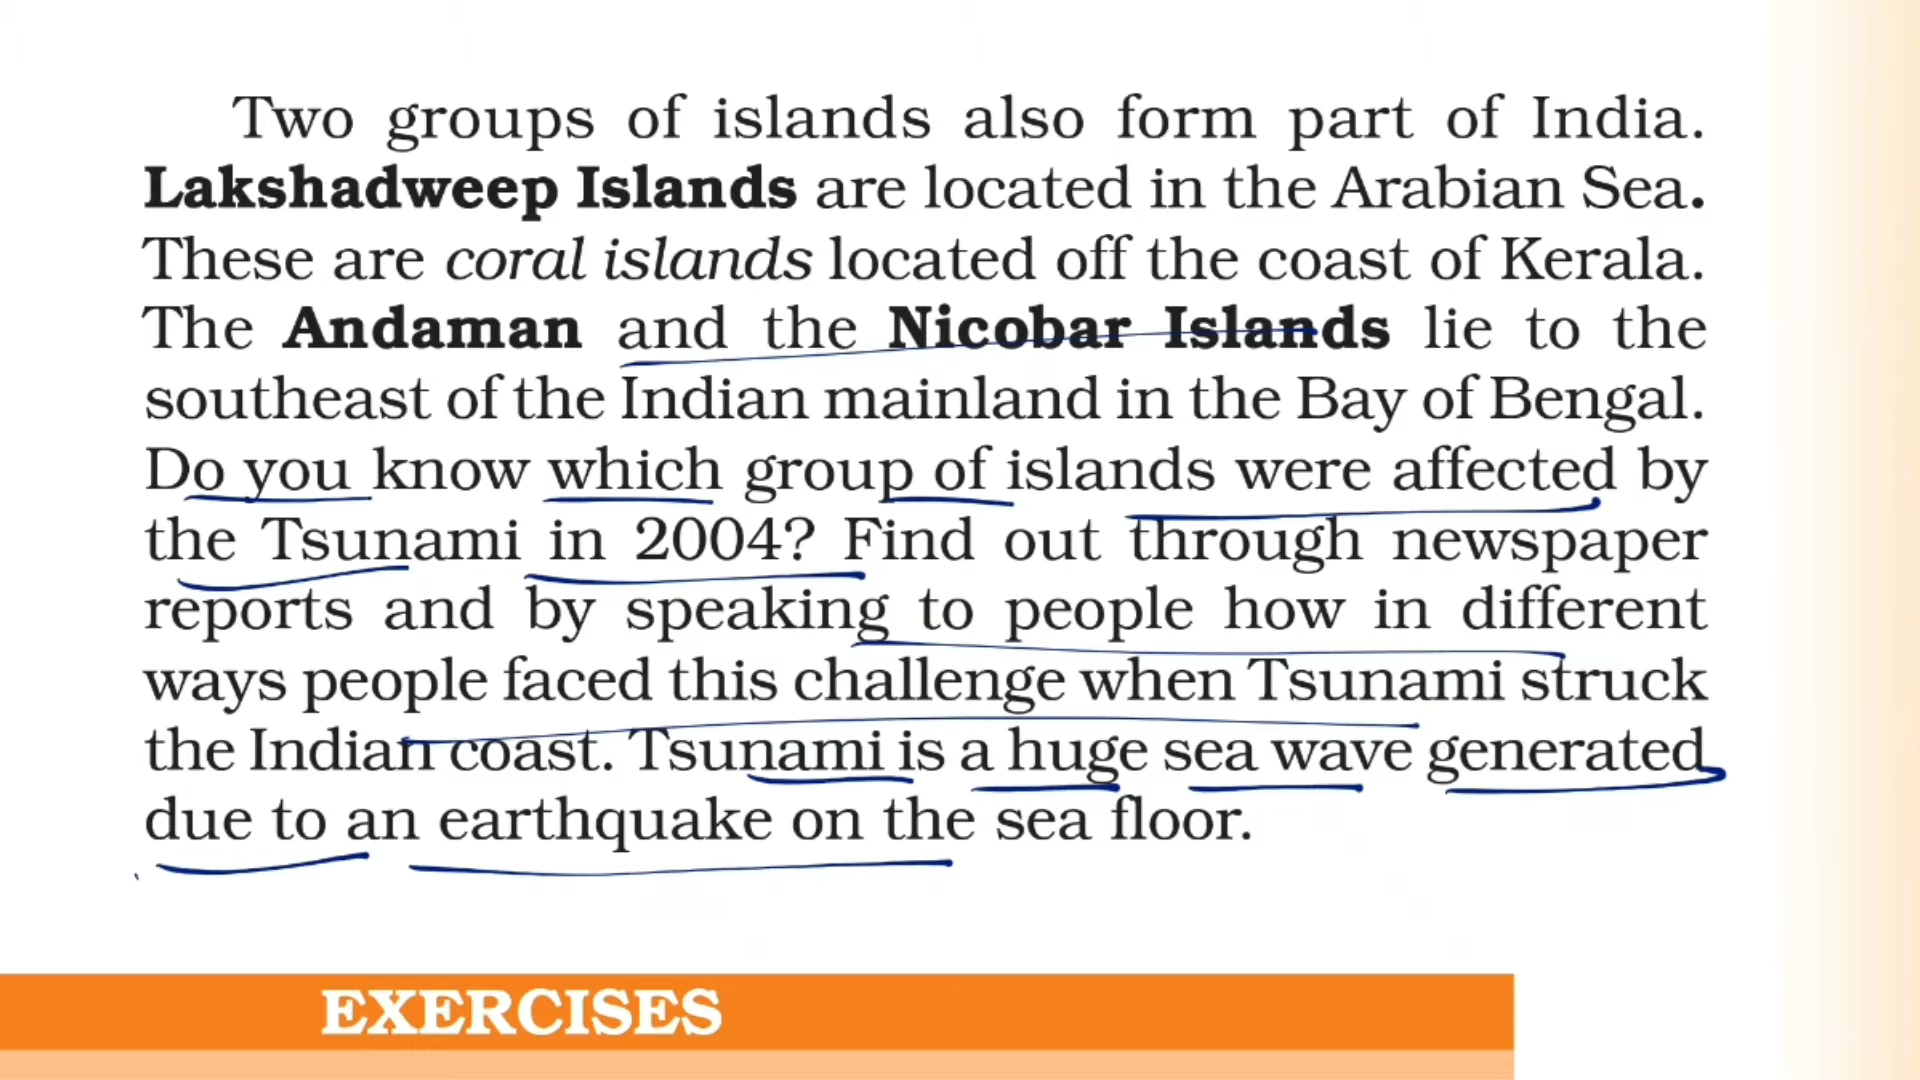 Two groups of islands also form part of India.
Lakshadweep Islands are located in the Arabian Sea.
These are coral islands located off the coast of Kerala.
The Andaman and the Nicobar Islands lie to the
southeast of the Indian mainland in the Bay of Bengal.
Do you know which group of islands were affected by
the Tsunami in 2004? Find out through newspaper
reports and by speaking to people how in different
ways people faced this challenge when Tsunami struck
the Indian coast. Tsunami is a huge sea wave generated
due to an earthquake on the sea floor.
EXERCISES